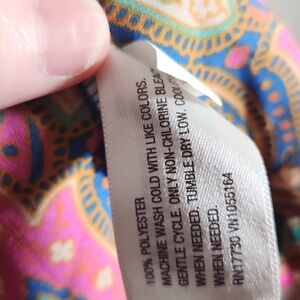 100% POLYESTER
MACHINE WASH COLD WITH LIKE COLORS.
GENTLE CYCLE. ONLY NON-CHLORINE BLEA
WHEN NEEDED. TUMBLE DRY LOW. COOL
WHEN NEEDED.
RN17730 VN1055164